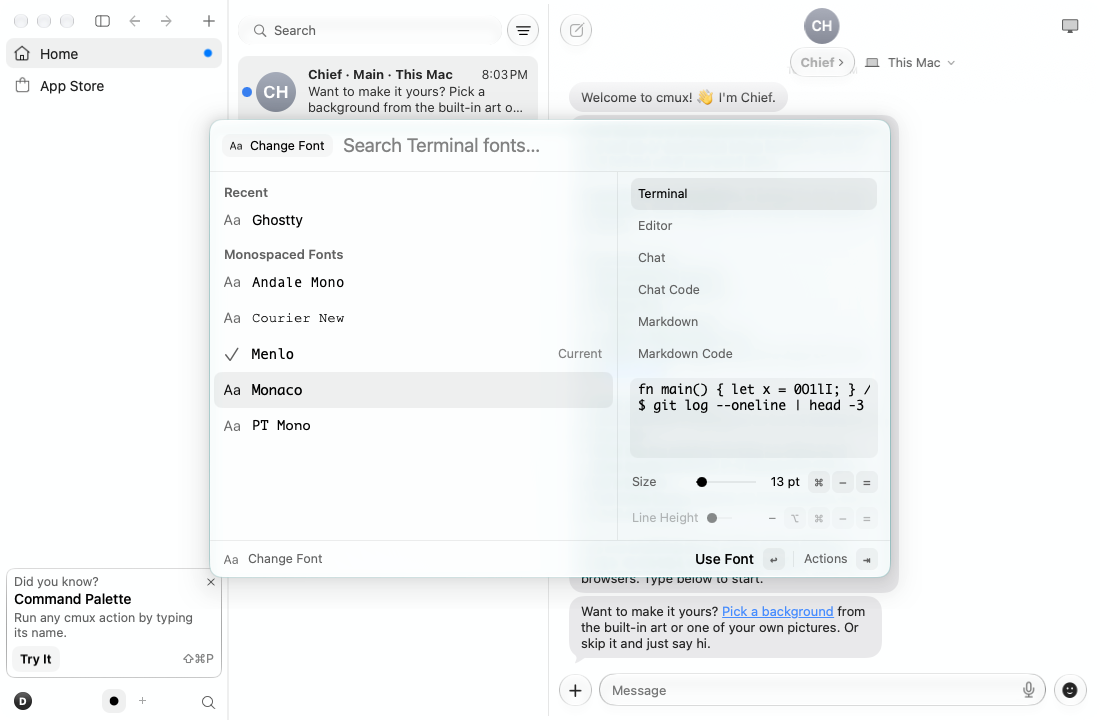 Home
App Store
Search
CH
Chief · Main · This Mac 8:03 PM
Want to make it yours? Pick a
background from the built-in art o...
CH
Chief
This Mac
Welcome to cmux! 👋 I'm Chief.
Aa Change Font Search Terminal fonts...
Recent
Aa Ghostty
Monospaced Fonts
Aa Andale Mono
Aa Courier New
Menlo Current
Aa Monaco
Aa PT Mono
Terminal
Editor
Chat
Chat Code
Markdown
Markdown Code
fn main() { let x = 0O1lI; } /
$ git log --oneline | head -3
Size 13 pt ⌘ − =
Line Height – ⌥ ⌘ − =
Aa Change Font
Use Font ↩ Actions ⇥
browsers. Type below to start.
Want to make it yours? Pick a background from
the built-in art or one of your own pictures. Or
skip it and just say hi.
Message
Did you know?
Command Palette
Run any cmux action by typing
its name.
Try It ⇧⌘P
D